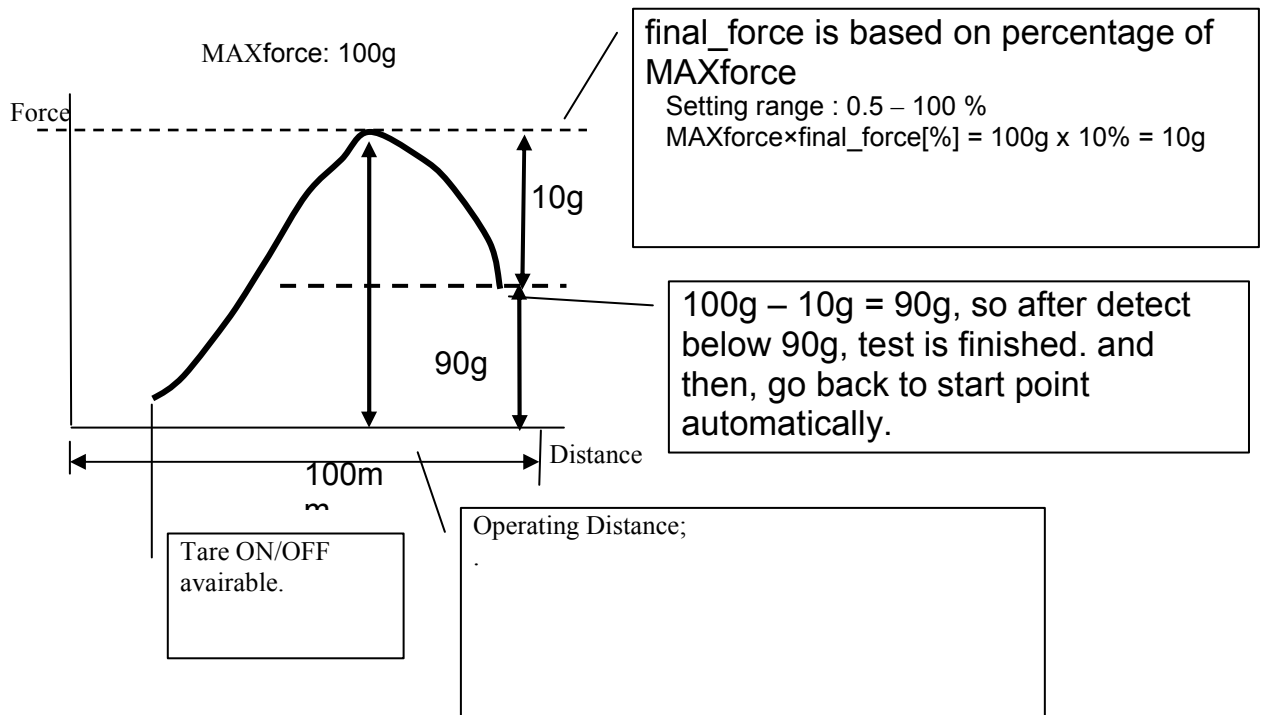 MAXforce: 100g
Force
final_force is based on percentage of
MAXforce
Setting range : 0.5 – 100 %
MAXforce×final_force[%] = 100g x 10% = 10g
10g
100g – 10g = 90g, so after detect
below 90g, test is finished. and
then, go back to start point
automatically.
90g
Distance
100m
m
Tare ON/OFF
avairable.
Operating Distance;
.